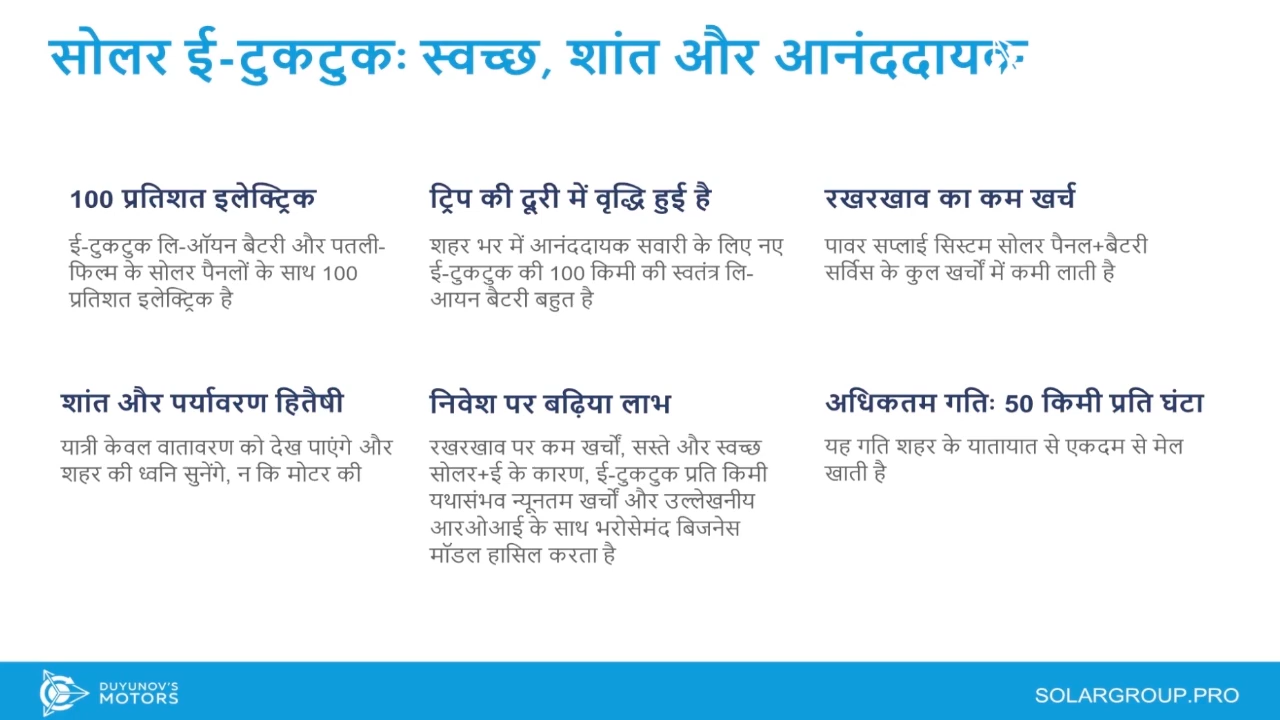 सोलर ई-टुकटुकः स्वच्छ, शांत और आनंददायक
100 प्रतिशत इलेक्ट्रिक
ई-टुकटुक लि-ऑयन बैटरी और पतली-
फिल्म के सोलर पैनलों के साथ 100
प्रतिशत इलेक्ट्रिक है
ट्रिप की दूरी में वृद्धि हुई है
शहर भर में आनंददायक सवारी के लिए नए
ई-टुकटुक की 100 किमी की स्वतंत्र लि-
आयन बैटरी बहुत है
रखरखाव का कम खर्च
पावर सप्लाई सिस्टम सोलर पैनल+बैटरी
सर्विस के कुल खर्चों में कमी लाती है
शांत और पर्यावरण हितैषी
यात्री केवल वातावरण को देख पाएंगे और
शहर की ध्वनि सुनेंगे, न कि मोटर की
निवेश पर बढ़िया लाभ
रखरखाव पर कम खर्चों, सस्ते और स्वच्छ
सोलर+ई के कारण, ई-टुकटुक प्रति किमी
यथासंभव न्यूनतम खर्चों और उल्लेखनीय
आरओआई के साथ भरोसेमंद बिजनेस
मॉडल हासिल करता है
अधिकतम गतिः 50 किमी प्रति घंटा
यह गति शहर के यातायात से एकदम से मेल
खाती है
DUYUNOV'S
MOTORS
SOLARGROUP.PRO